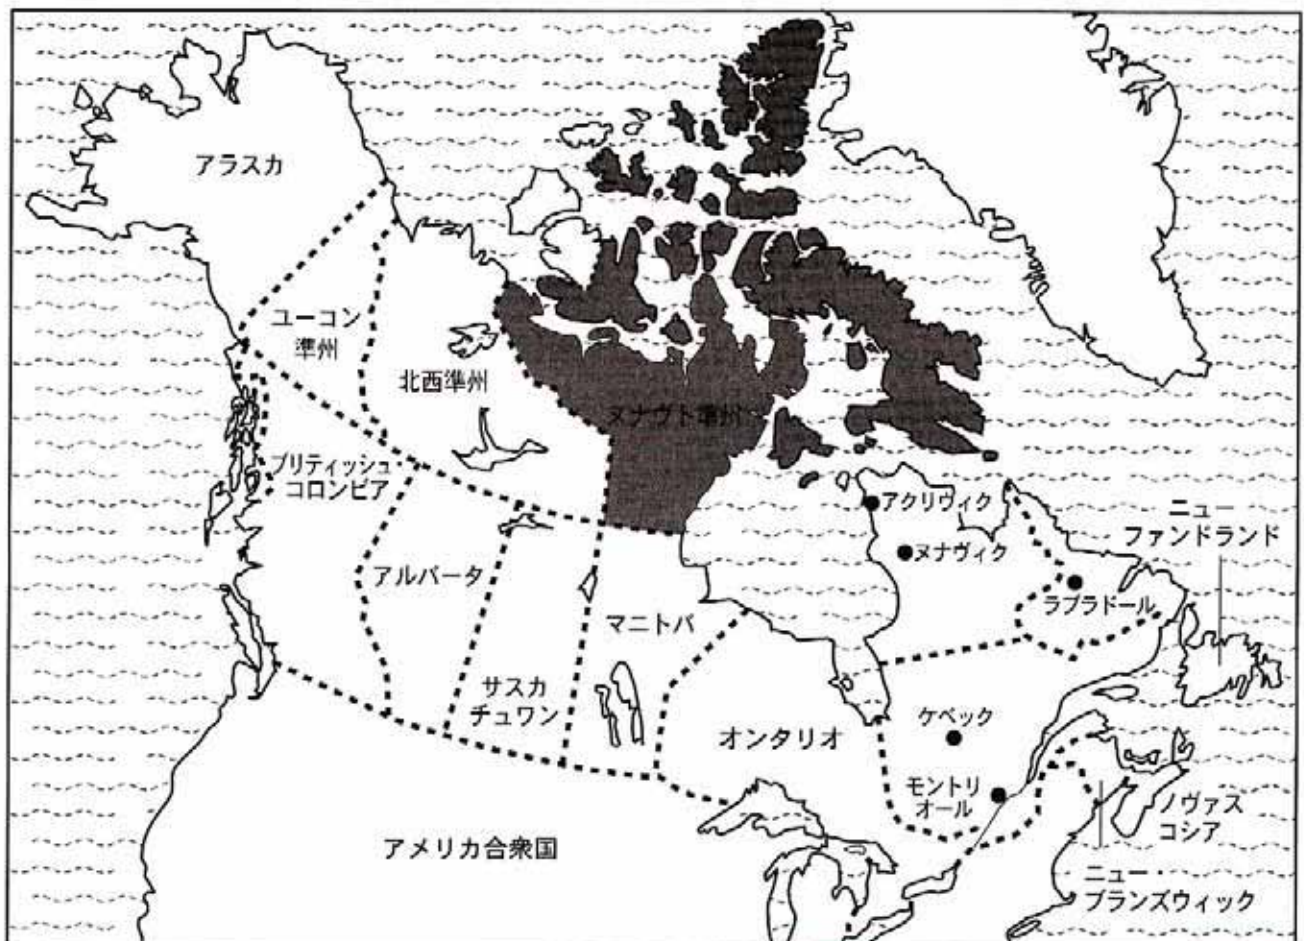 アラスカ
ユーコン
準州
北西準州
ヌナヴト準州
ブリティッシュ・
コロンビア
アクリヴィク
ニュー
ファンドランド
ヌナヴィク
アルバータ
ラブラドール
マニトバ
サスカ
チュワン
ケベック
オンタリオ
モントリ
オール
ノヴァス
コシア
アメリカ合衆国
ニュー・
ブランズウィック